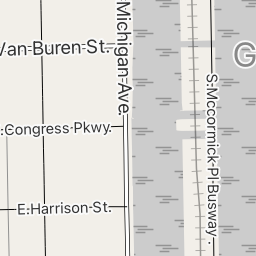 Van Buren St.
Michigan Ave.
G
. Congress Pkwy.
S Mccormick Pl Busway
E Harrison St.